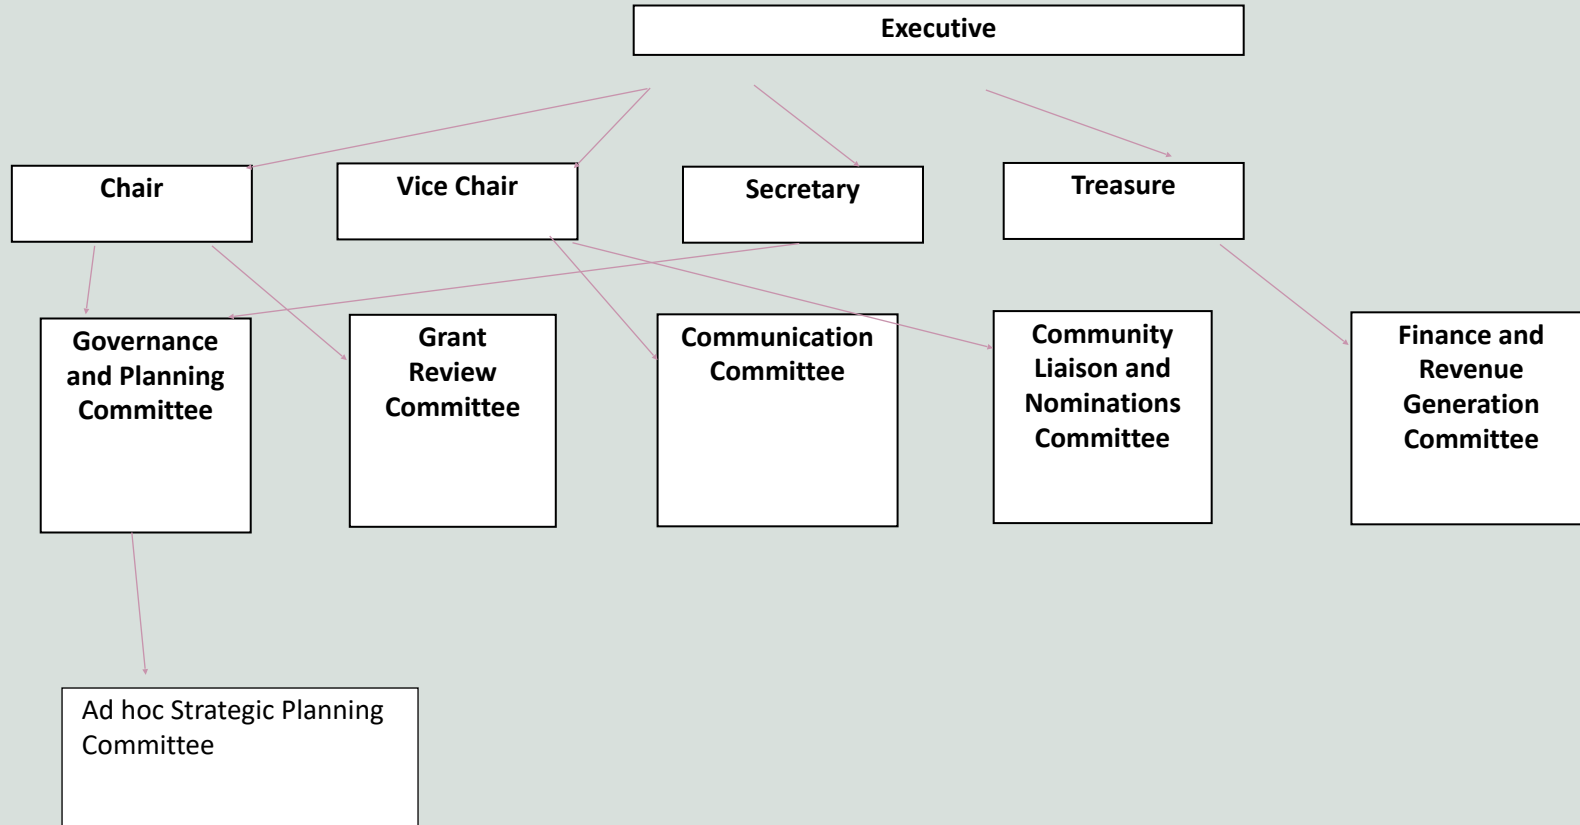 Executive
Chair
Vice Chair
Secretary
Treasure
Governance
and Planning
Committee
Grant
Review
Committee
Communication
Committee
Community
Liaison and
Nominations
Committee
Finance and
Revenue
Generation
Committee
Ad hoc Strategic Planning
Committee